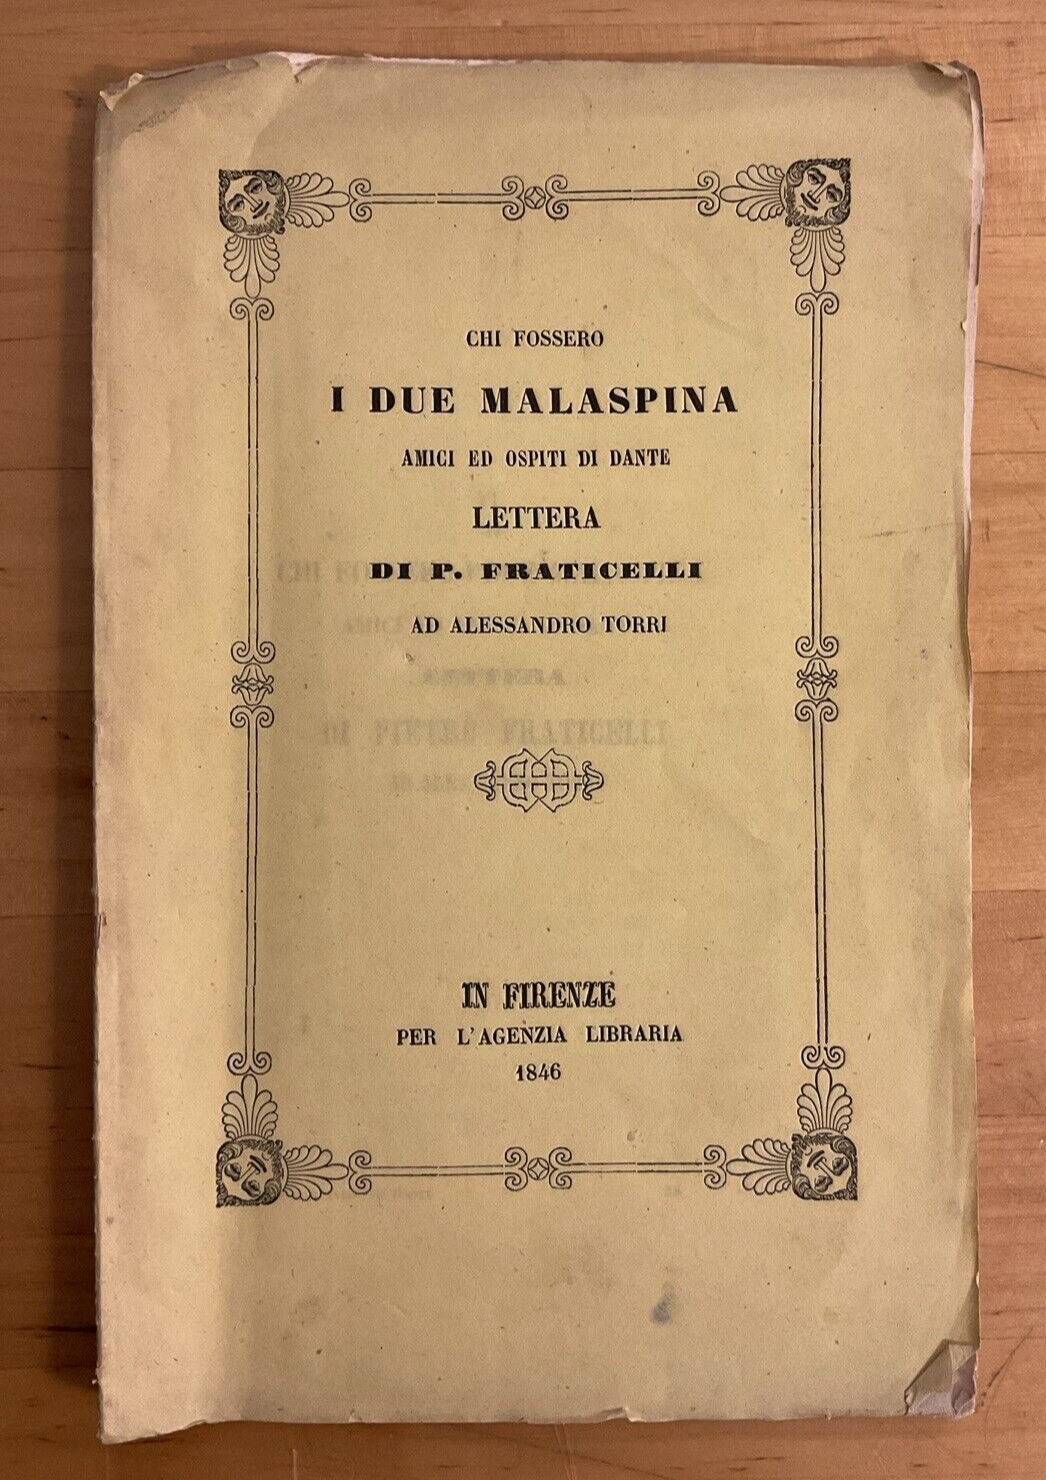 CHI FOSSERO
I DUE MALASPINA
AMICI ED OSPITI DI DANTE
LETTERA
DI P. FRATICELLI
AD ALESSANDRO TORRI
IN FIRENZE
PER L'AGENZIA LIBRARIA
1846